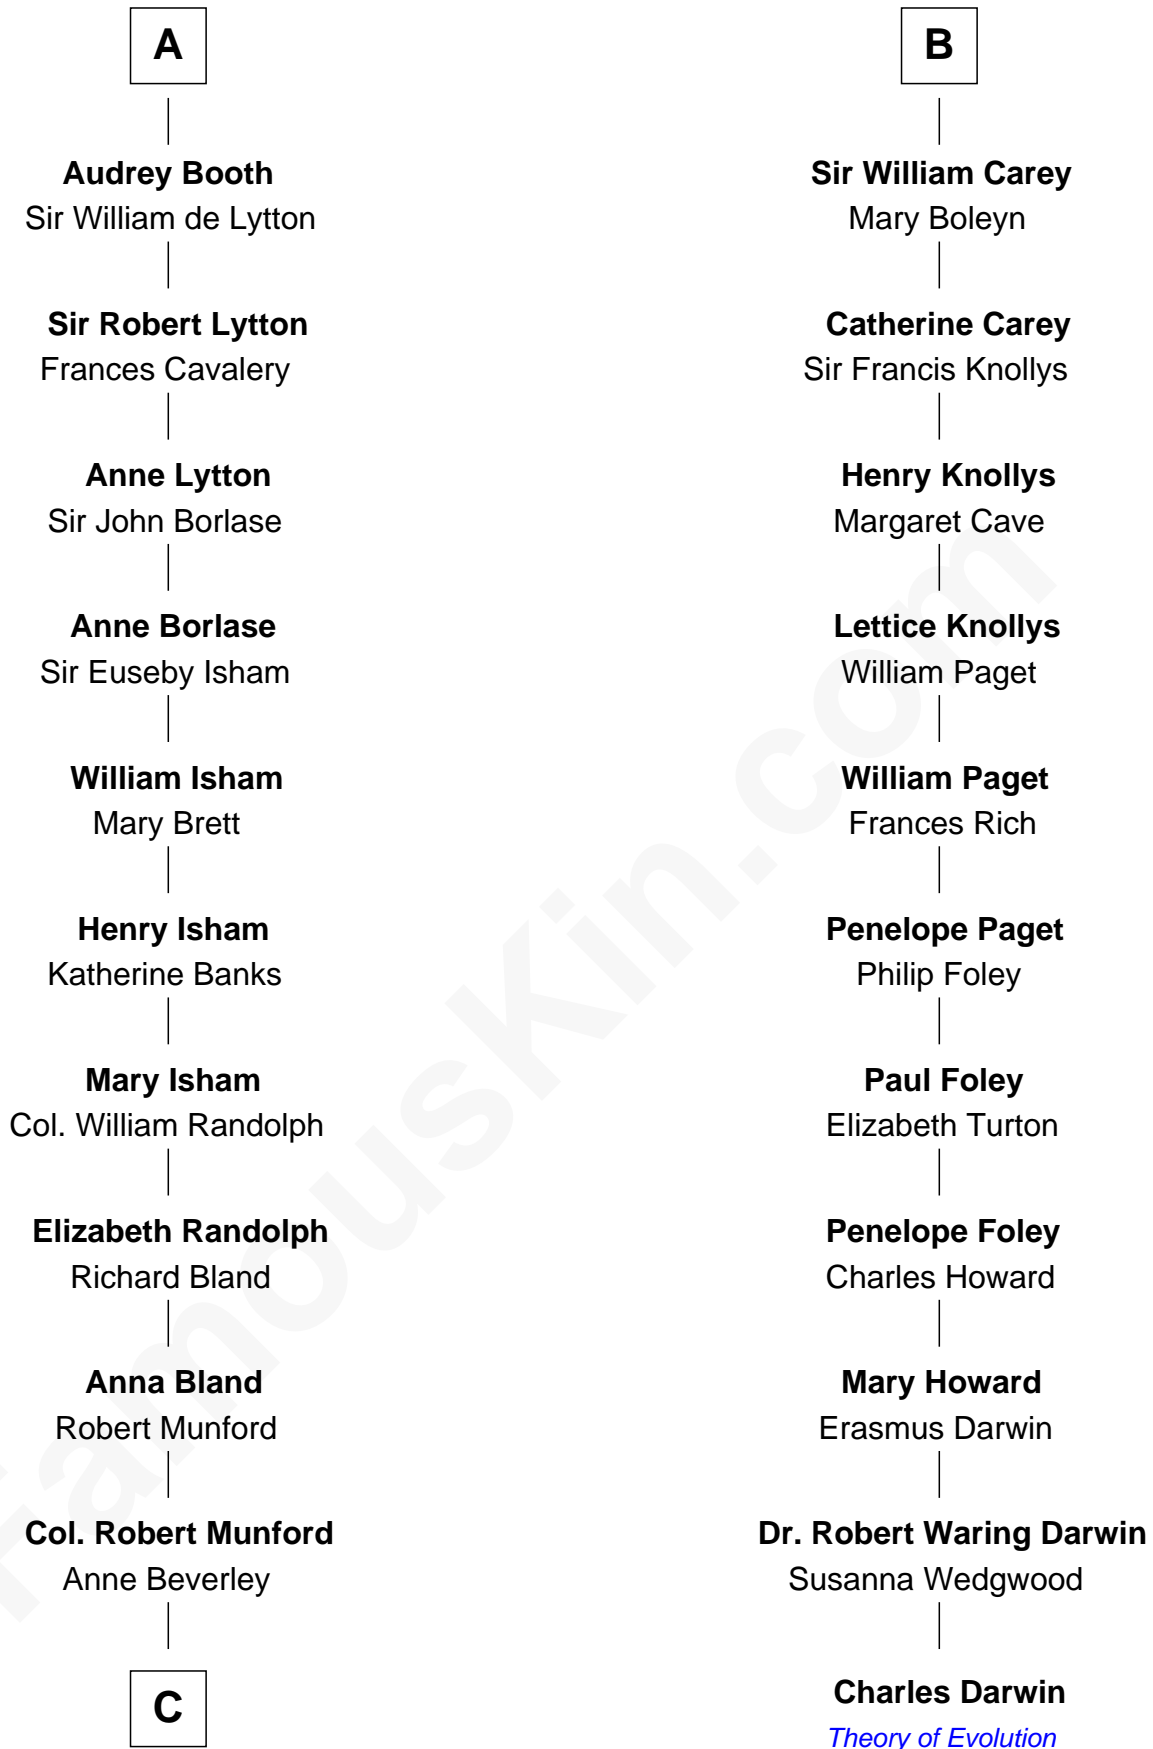 A
Audrey Booth
Sir William de Lytton
Sir Robert Lytton
Frances Cavalery
Anne Lytton
Sir John Borlase
Anne Borlase
Sir Euseby Isham
William Isham
Mary Brett
Henry Isham
Katherine Banks
Mary Isham
Col. William Randolph
Elizabeth Randolph
Richard Bland
Anna Bland
Robert Munford
Col. Robert Munford
Anne Beverley
C
B
Sir William Carey
Mary Boleyn
Catherine Carey
Sir Francis Knollys
Henry Knollys
Margaret Cave
Lettice Knollys
William Paget
William Paget
Frances Rich
Penelope Paget
Philip Foley
Paul Foley
Elizabeth Turton
Penelope Foley
Charles Howard
Mary Howard
Erasmus Darwin
Dr. Robert Waring Darwin
Susanna Wedgwood
Charles Darwin
Theory of Evolution
FamousKin.com